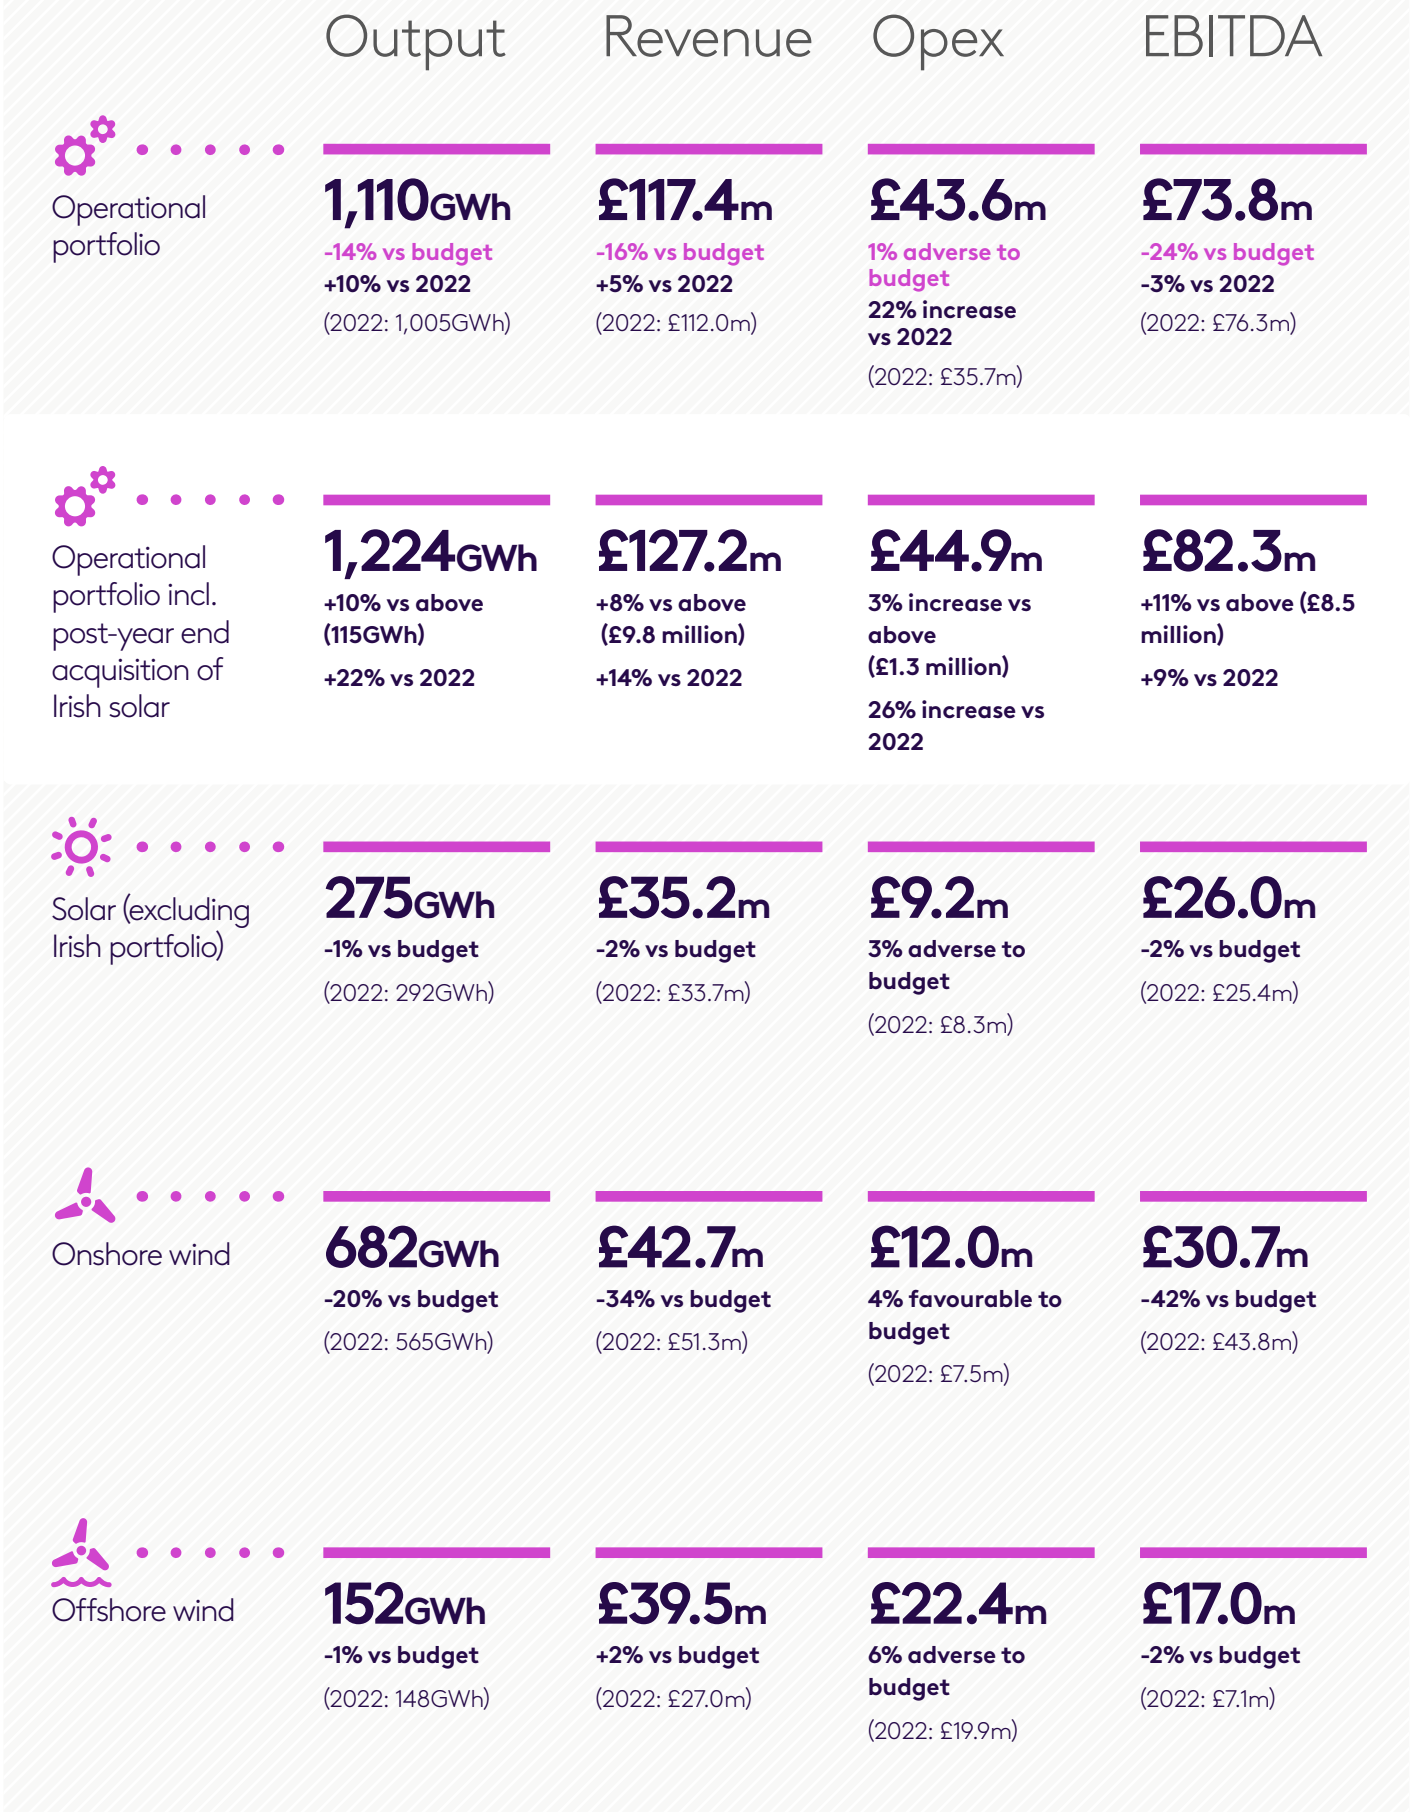 Output Revenue Opex EBITDA
Operational
portfolio
1,110GWh
-14% vs budget
+10% vs 2022
(2022: 1,005GWh)
£117.4m
-16% vs budget
+5% vs 2022
(2022: £112.0m)
£43.6m
1% adverse to
budget
22% increase
vs 2022
(2022: £35.7m)
£73.8m
-24% vs budget
-3% vs 2022
(2022: £76.3m)
Operational
portfolio incl.
post-year end
acquisition of
Irish solar
1,224GWh
+10% vs above
(115GWh)
+22% vs 2022
£127.2m
+8% vs above
(£9.8 million)
+14% vs 2022
£44.9m
3% increase vs
above
(£1.3 million)
26% increase vs
2022
£82.3m
+11% vs above (£8.5
million)
+9% vs 2022
Solar (excluding
Irish portfolio)
275GWh
-1% vs budget
(2022: 292GWh)
£35.2m
-2% vs budget
(2022: £33.7m)
£9.2m
3% adverse to
budget
(2022: £8.3m)
£26.0m
-2% vs budget
(2022: £25.4m)
Onshore wind
682GWh
-20% vs budget
(2022: 565GWh)
£42.7m
-34% vs budget
(2022: £51.3m)
£12.0m
4% favourable to
budget
(2022: £7.5m)
£30.7m
-42% vs budget
(2022: £43.8m)
Offshore wind
152GWh
-1% vs budget
(2022: 148GWh)
£39.5m
+2% vs budget
(2022: £27.0m)
£22.4m
6% adverse to
budget
(2022: £19.9m)
£17.0m
-2% vs budget
(2022: £7.1m)